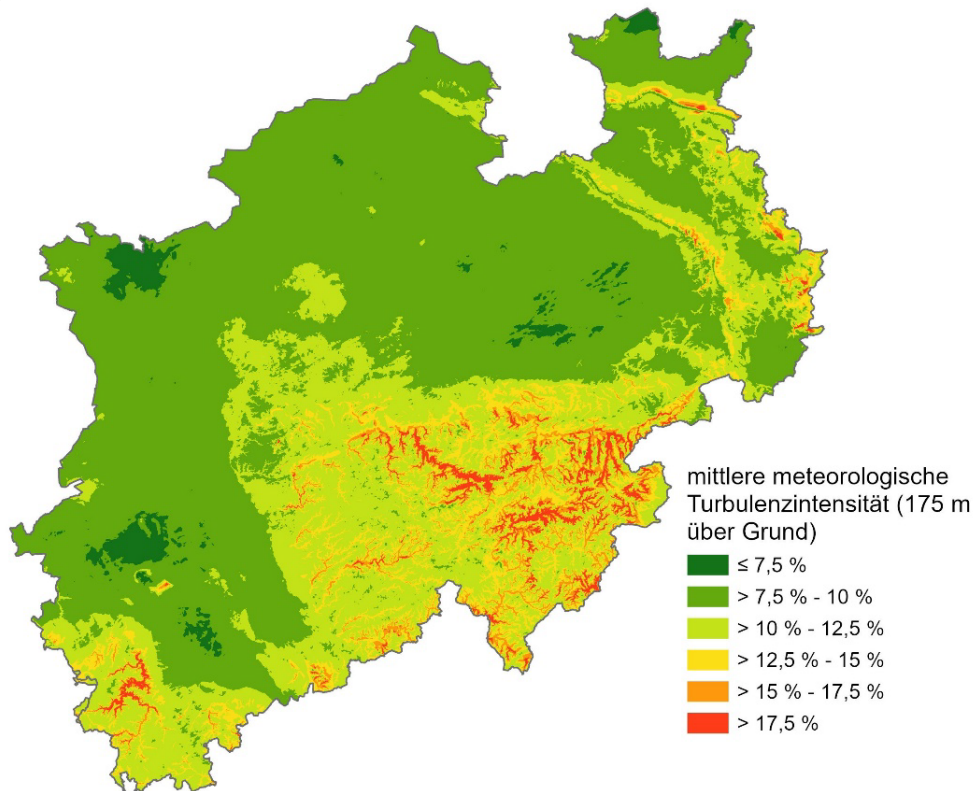 mittlere meteorologische
Turbulenzintensität (175 m
über Grund)
≤ 7,5 %
> 7,5 % - 10 %
> 10 % - 12,5 %
> 12,5 % - 15 %
> 15 % - 17,5 %
> 17,5 %